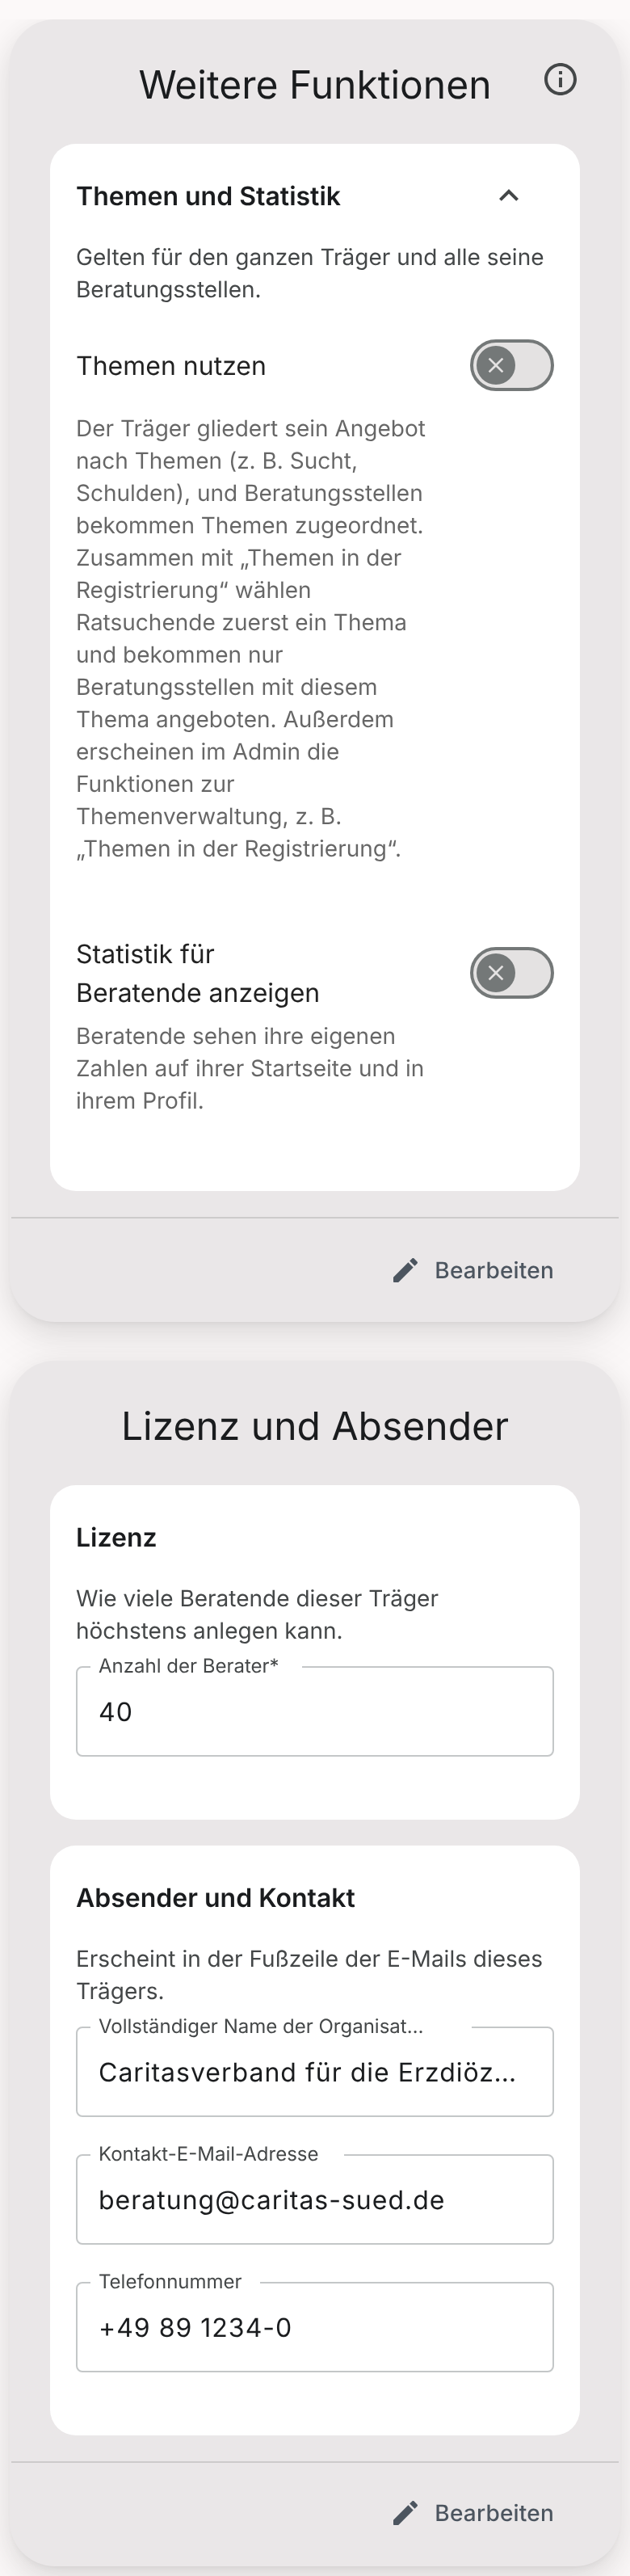 Weitere Funktionen
Themen und Statistik
Gelten für den ganzen Träger und alle seine
Beratungsstellen.
Themen nutzen
Der Träger gliedert sein Angebot
nach Themen (z. B. Sucht,
Schulden), und Beratungsstellen
bekommen Themen zugeordnet.
Zusammen mit „Themen in der
Registrierung“ wählen
Ratsuchende zuerst ein Thema
und bekommen nur
Beratungsstellen mit diesem
Thema angeboten. Außerdem
erscheinen im Admin die
Funktionen zur
Themenverwaltung, z. B.
„Themen in der Registrierung“.
Statistik für
Beratende anzeigen
Beratende sehen ihre eigenen
Zahlen auf ihrer Startseite und in
ihrem Profil.
Bearbeiten
Lizenz und Absender
Lizenz
Wie viele Beratende dieser Träger
höchstens anlegen kann.
Anzahl der Berater*
40
Absender und Kontakt
Erscheint in der Fußzeile der E-Mails dieses
Trägers.
Vollständiger Name der Organisat...
Caritasverband für die Erzdiöz...
Kontakt-E-Mail-Adresse
beratung@caritas-sued.de
Telefonnummer
+49 89 1234-0
Bearbeiten